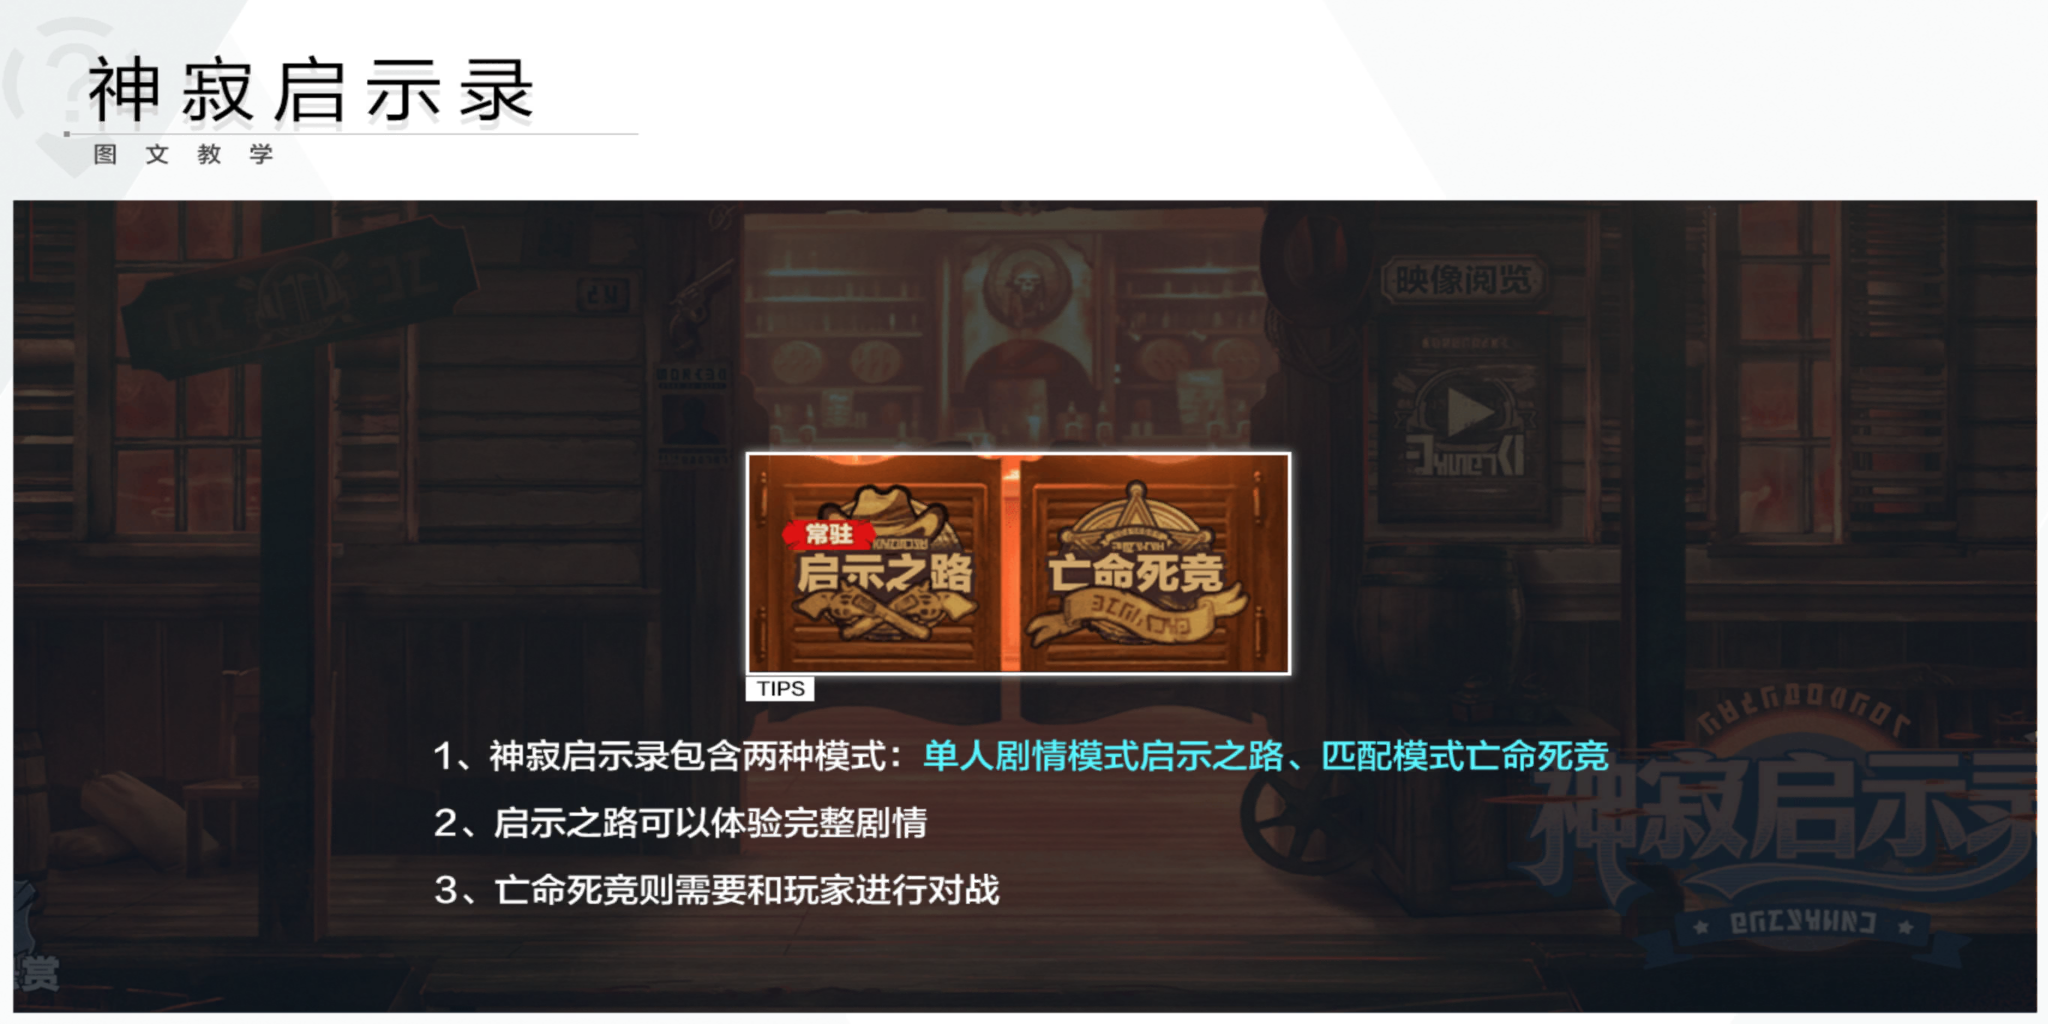 神寂启示录
图文教学
映像阅览
常驻
启示之路
亡命死竞
TIPS
1、神寂启示录包含两种模式：单人剧情模式启示之路、匹配模式亡命死竞
2、启示之路可以体验完整剧情
3、亡命死竞则需要和玩家进行对战
神寂启示录
赏